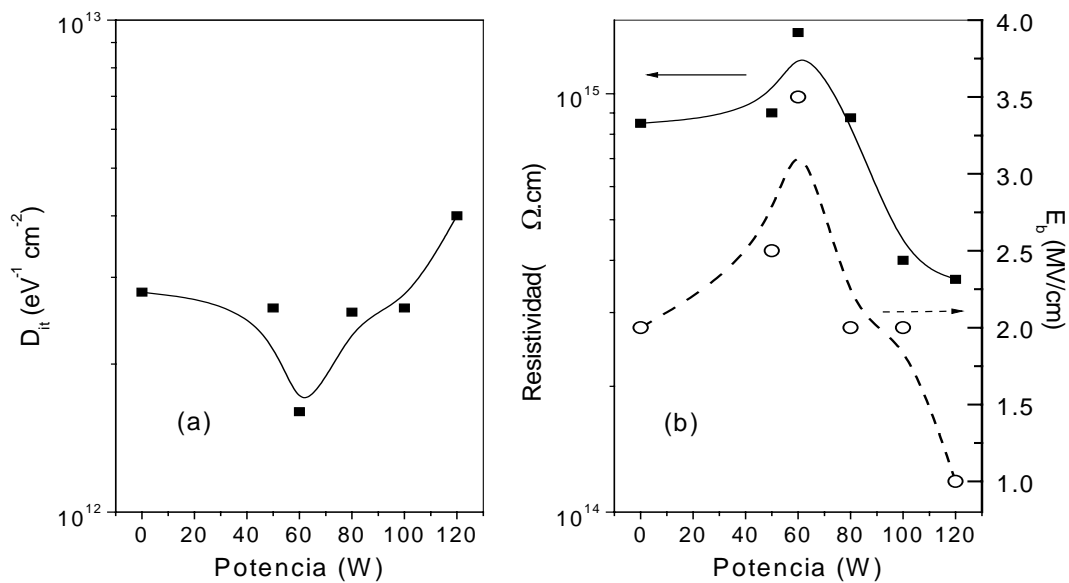 10^13
D_it (eV^-1 cm^-2)
(a)
10^12
0 20 40 60 80 100 120
Potencia (W)
10^15
Resistividad( Ω.cm)
(b)
10^14
0 20 40 60 80 100 120
Potencia (W)
4.0
3.5
3.0
2.5
2.0
1.5
1.0
E_b (MV/cm)